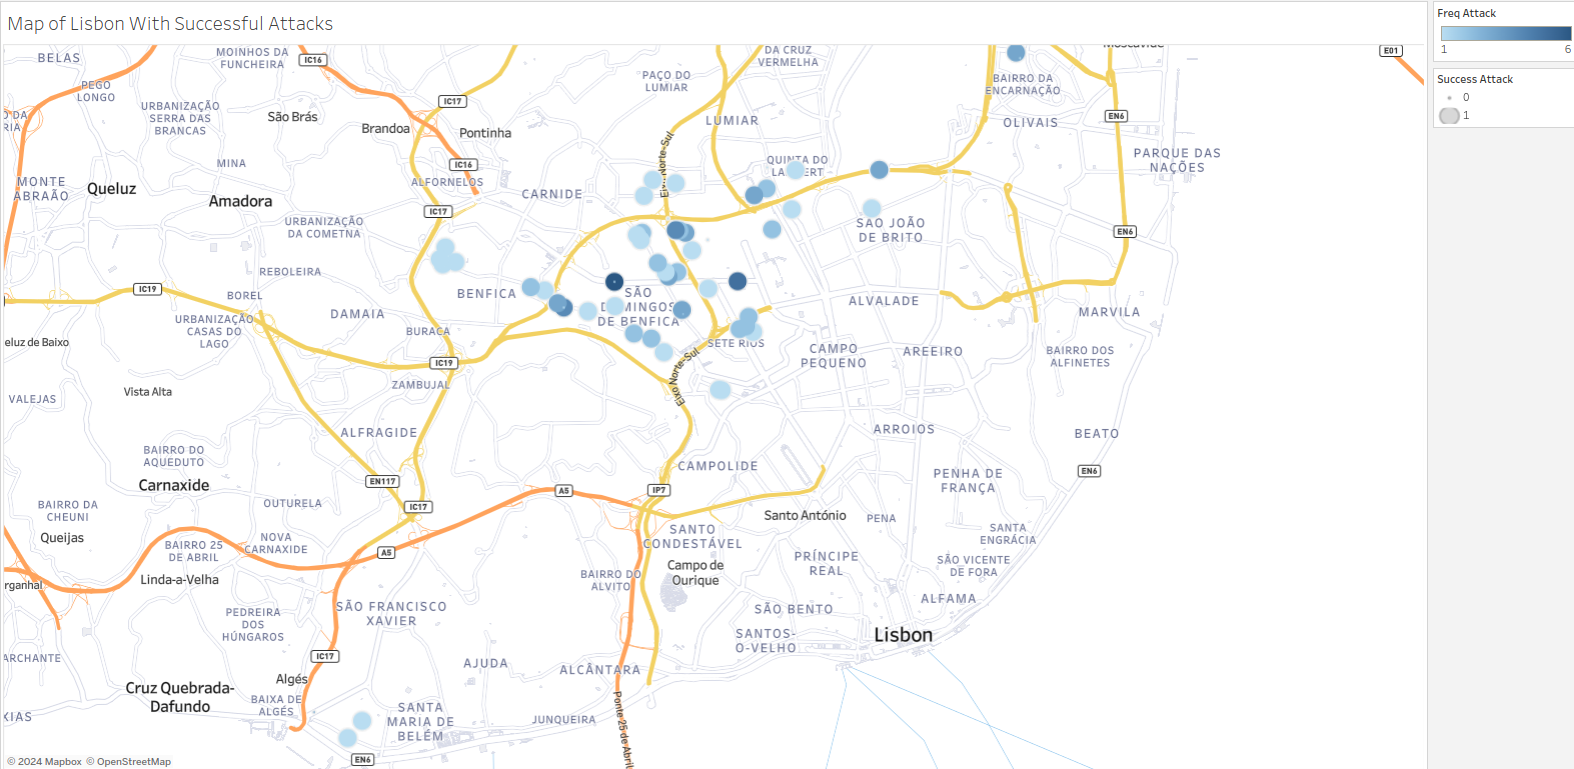 Map of Lisbon With Successful Attacks
Freq Attack
1
6
Success Attack
0
1
BELAS
MOINHOS DA
FUNCHEIRA
IC16
DA CRUZ
VERMELHA
Moscavide
E01
PEGO
LONGO
PAÇO DO
LUMIAR
BAIRRO DA
ENCARNAÇÃO
URBANIZAÇÃO
SERRA DAS
BRANCAS
IC17
São Brás
Brandoa
Pontinha
LUMIAR
OLIVAIS
EN6
MINA
IC16
QUINTA DO
PARQUE DAS
NAÇÕES
MONTE
ABRAÃO
Queluz
ALFORNELOS
CARNIDE
Eixo Norte-Sul
Amadora
IC17
URBANIZAÇÃO
DA COMETNA
SÃO JOÃO
DE BRITO
EN6
REBOLEIRA
IC19
BOREL
BENFICA
SÃO
DOMINGOS
DE BENFICA
ALVALADE
DAMAIA
MARVILA
URBANIZAÇÃO
CASAS DO
LAGO
BURACA
eluz de Baixo
SETE RIOS
CAMPO
PEQUENO
AREEIRO
BAIRRO DOS
ALFINETES
IC19
Eixo Norte-Sul
ZAMBUJAL
Vista Alta
VALEJAS
ALFRAGIDE
ARROIOS
BEATO
BAIRRO DO
AQUEDUTO
CAMPOLIDE
EN6
Carnaxide
EN117
A5
IP7
PENHA DE
FRANÇA
BAIRRO DA
CHEUNI
OUTURELA
IC17
Santo António
PENA
Queijas
BAIRRO 25
DE ABRIL
NOVA
CARNAXIDE
A5
SANTO
CONDESTÁVEL
SANTA
ENGRÁCIA
PRÍNCIPE
REAL
SÃO VICENTE
DE FORA
rganhal
Linda-a-Velha
BAIRRO DO
ALVITO
Campo de
Ourique
PEDREIRA
DOS
HÚNGAROS
SÃO FRANCISCO
XAVIER
SÃO BENTO
ALFAMA
SANTOS-
O-VELHO
Lisbon
ARCHANTE
IC17
AJUDA
ALCÂNTARA
Algés
Cruz Quebrada-
Dafundo
BAIXA DE
ALGÉS
XIAS
SANTA
MARIA DE
BELÉM
JUNQUEIRA
Ponte 25 de Abril
EN6
© 2024 Mapbox © OpenStreetMap